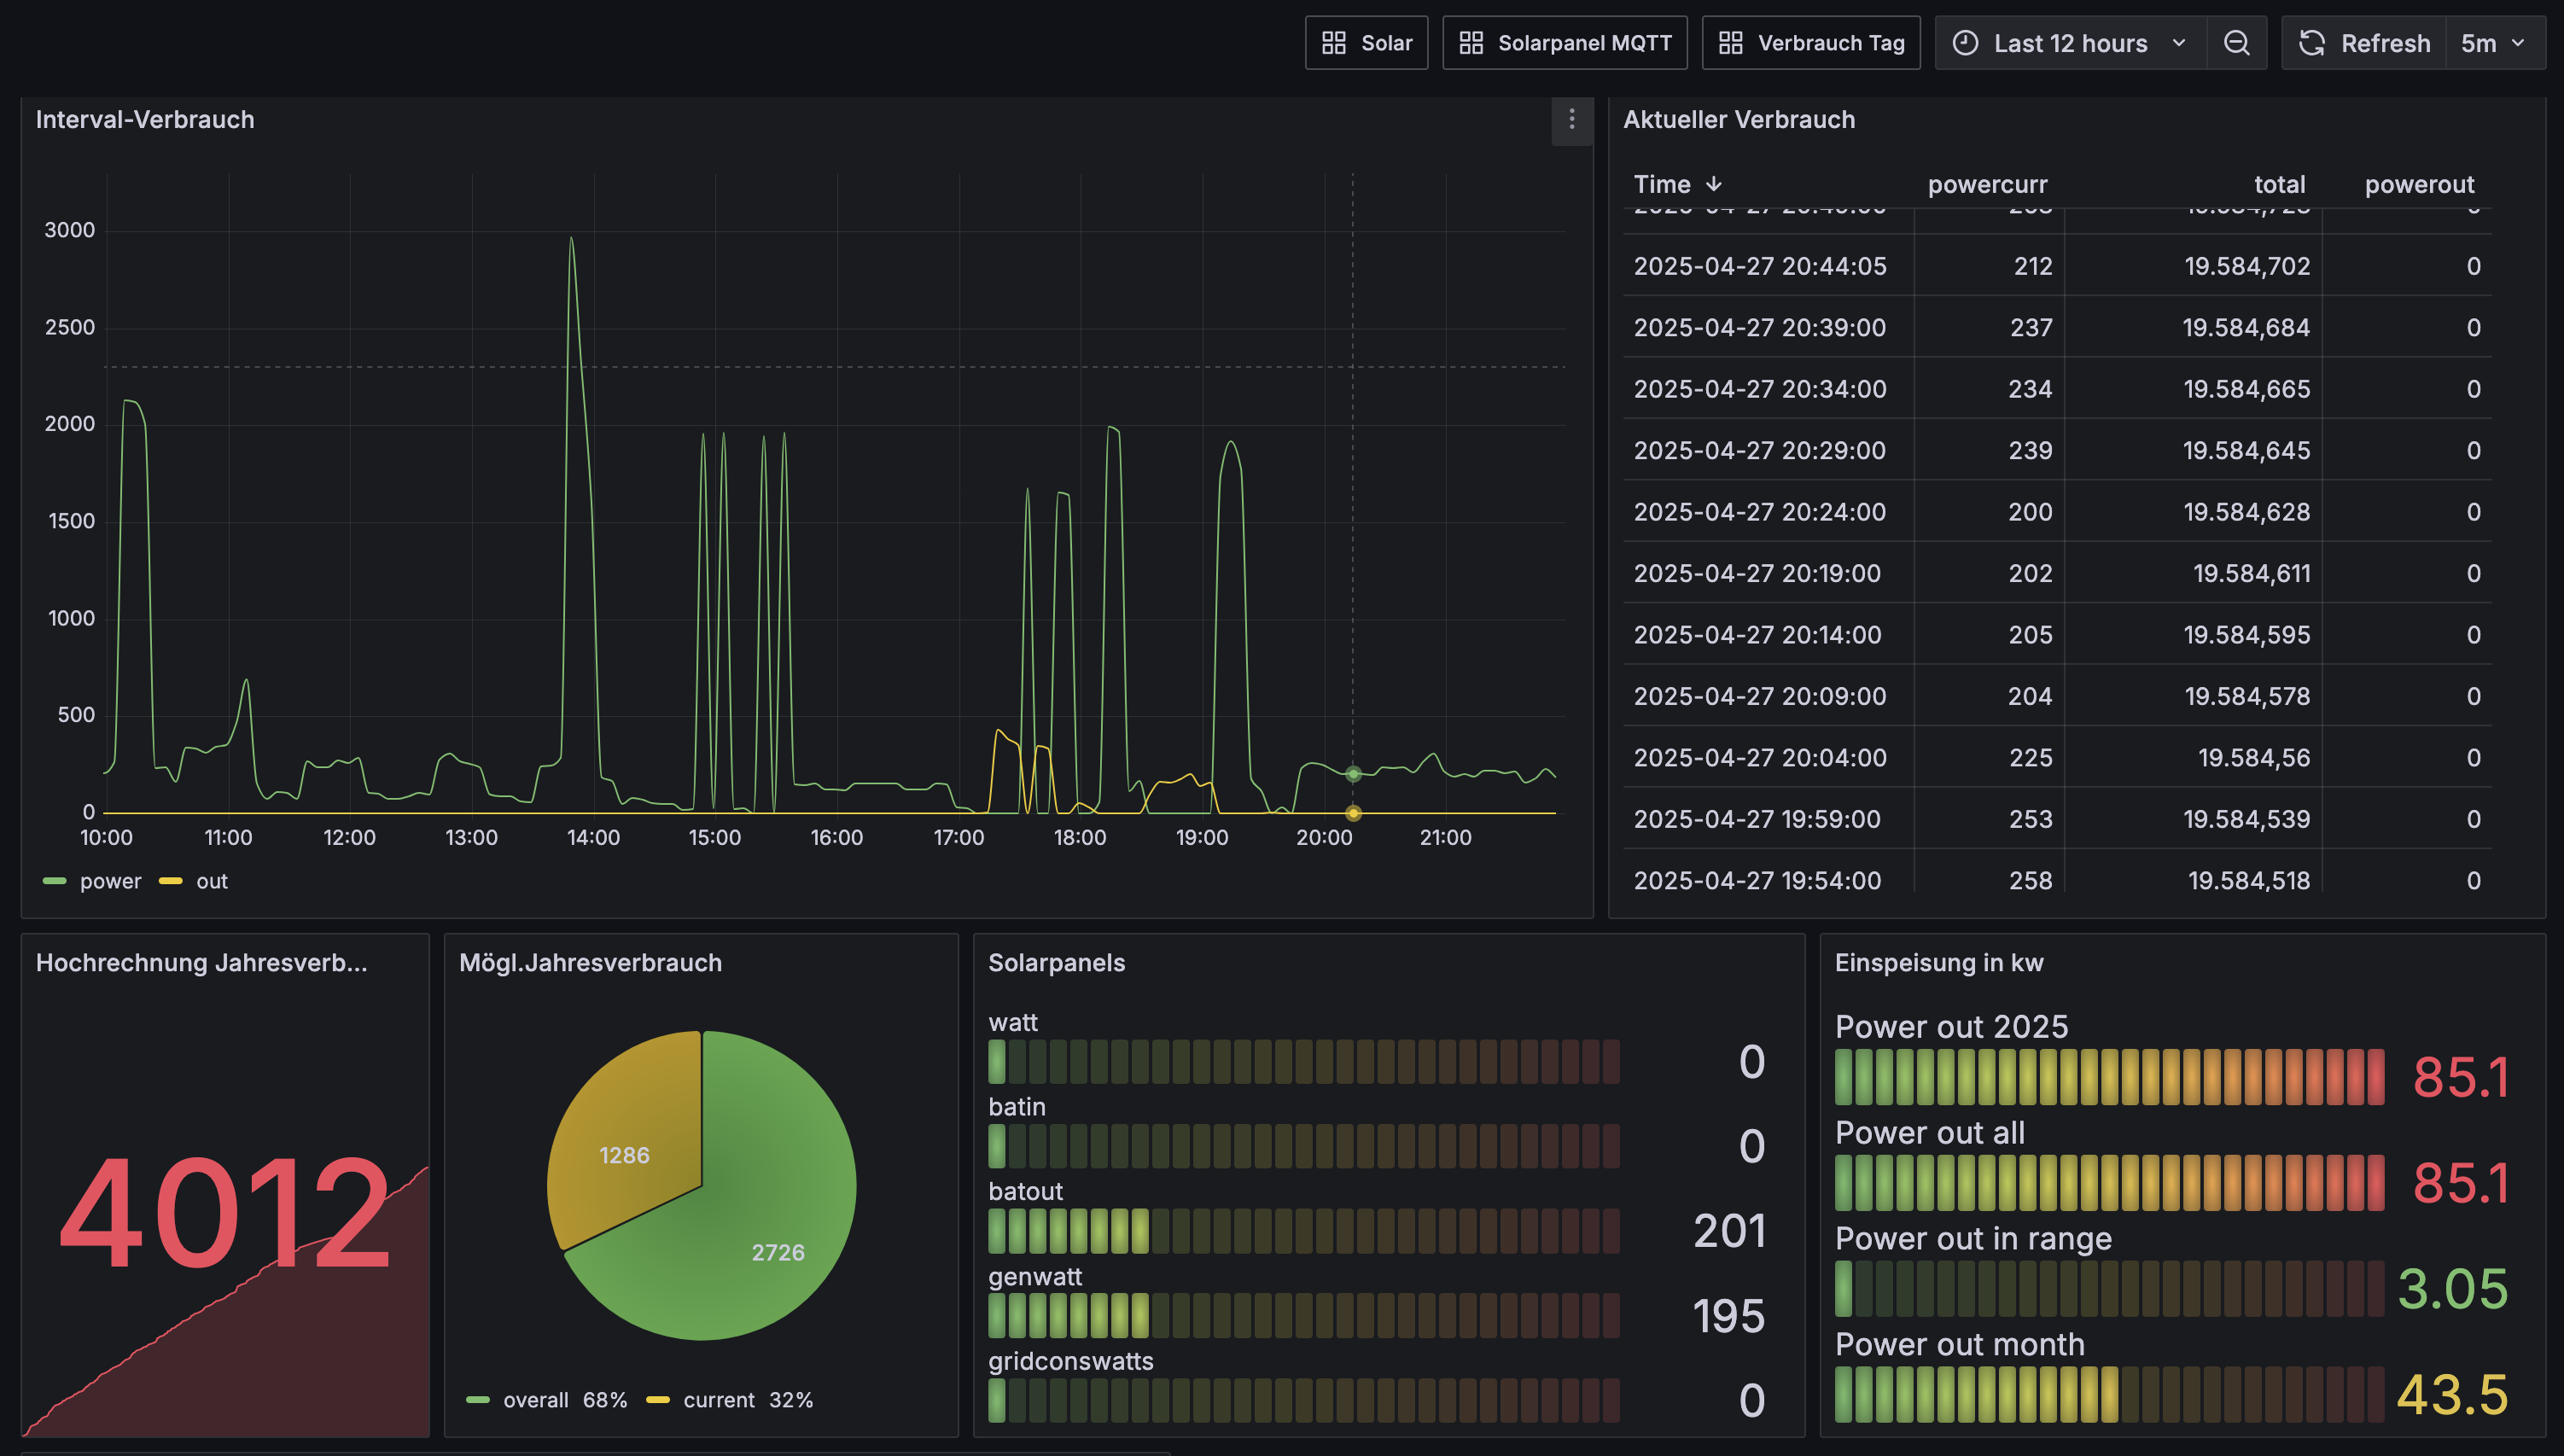 Solar
Solarpanel MQTT
Verbrauch Tag
Last 12 hours
Refresh
5m
Interval-Verbrauch
3000
2500
2000
1500
1000
500
0
10:00 11:00 12:00 13:00 14:00 15:00 16:00 17:00 18:00 19:00 20:00 21:00
power out
Aktueller Verbrauch
Time powercurr total powerout
2025-04-27 20:44:05 212 19.584,702 0
2025-04-27 20:39:00 237 19.584,684 0
2025-04-27 20:34:00 234 19.584,665 0
2025-04-27 20:29:00 239 19.584,645 0
2025-04-27 20:24:00 200 19.584,628 0
2025-04-27 20:19:00 202 19.584,611 0
2025-04-27 20:14:00 205 19.584,595 0
2025-04-27 20:09:00 204 19.584,578 0
2025-04-27 20:04:00 225 19.584,56 0
2025-04-27 19:59:00 253 19.584,539 0
2025-04-27 19:54:00 258 19.584,518 0
Hochrechnung Jahresverb...
4012
Mögl.Jahresverbrauch
1286
2726
overall 68% current 32%
Solarpanels
watt
0
batin
0
batout
201
genwatt
195
gridconswatts
0
Einspeisung in kw
Power out 2025
85.1
Power out all
85.1
Power out in range
3.05
Power out month
43.5